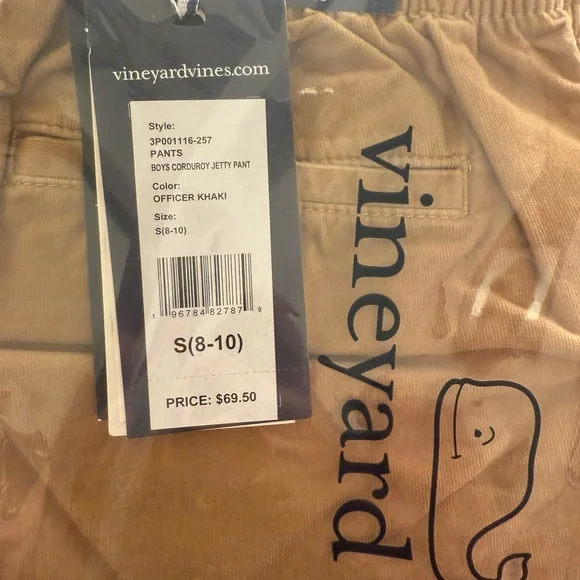 vineyardvines.com
Style:
3P001116-257
PANTS
BOYS CORDUROY JETTY PANT
Color:
OFFICER KHAKI
Size:
S(8-10)
1 96784 82787 9
S(8-10)
PRICE: $69.50
vineyard